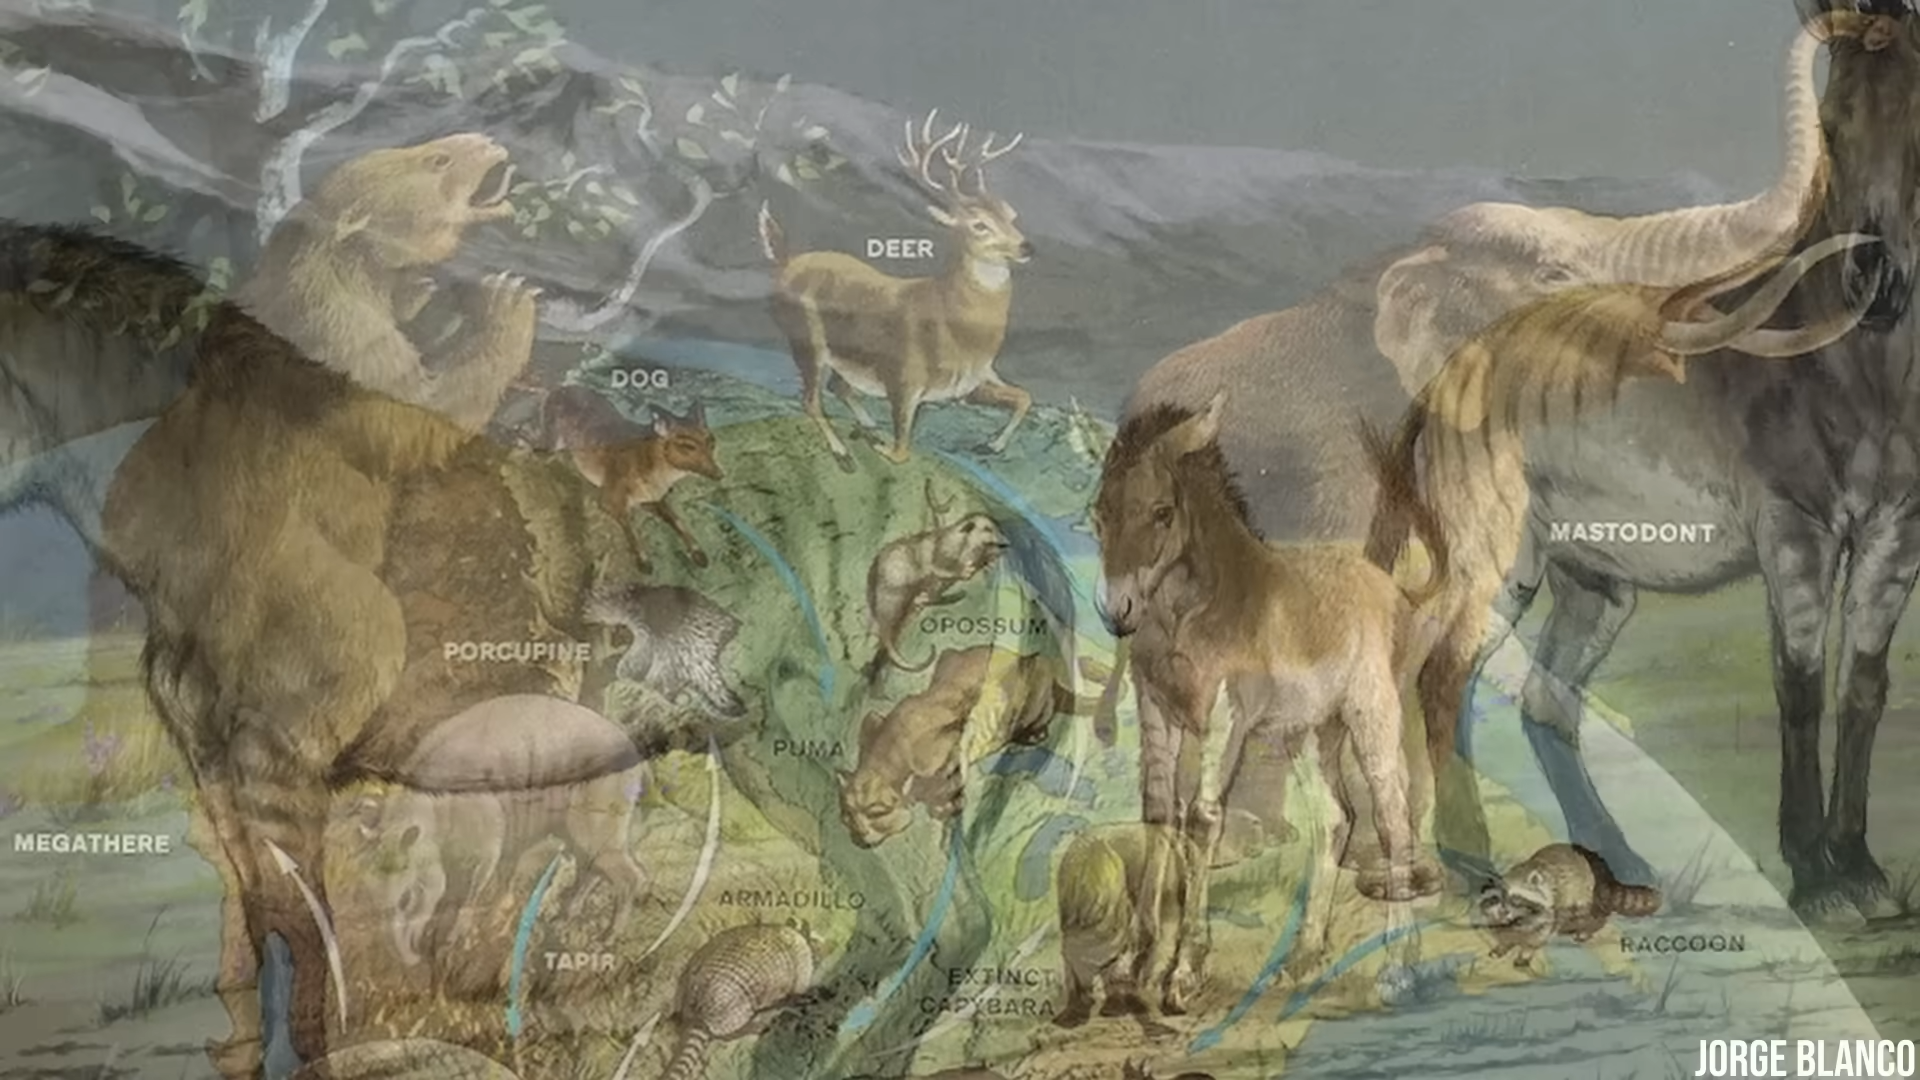 DEER
DOG
MASTODONT
OPOSSUM
PORCUPINE
PUMA
MEGATHERE
ARMADILLO
RACCOON
TAPIR
EXTINCT
CAPYBARA
JORGE BLANCO